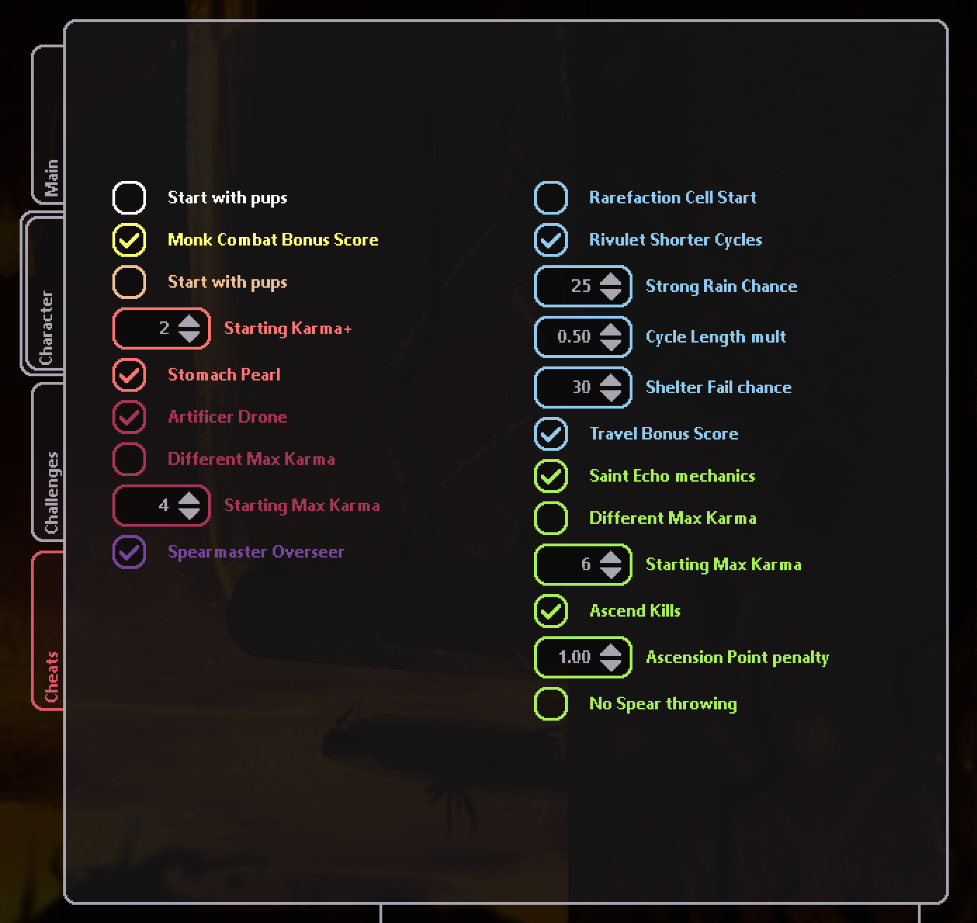 Main
Character
Challenges
Cheats
Start with pups
Monk Combat Bonus Score
Start with pups
2 Starting Karma+
Stomach Pearl
Artificer Drone
Different Max Karma
4 Starting Max Karma
Spearmaster Overseer
Rarefaction Cell Start
Rivulet Shorter Cycles
25 Strong Rain Chance
0.50 Cycle Length mult
30 Shelter Fail chance
Travel Bonus Score
Saint Echo mechanics
Different Max Karma
6 Starting Max Karma
Ascend Kills
1.00 Ascension Point penalty
No Spear throwing